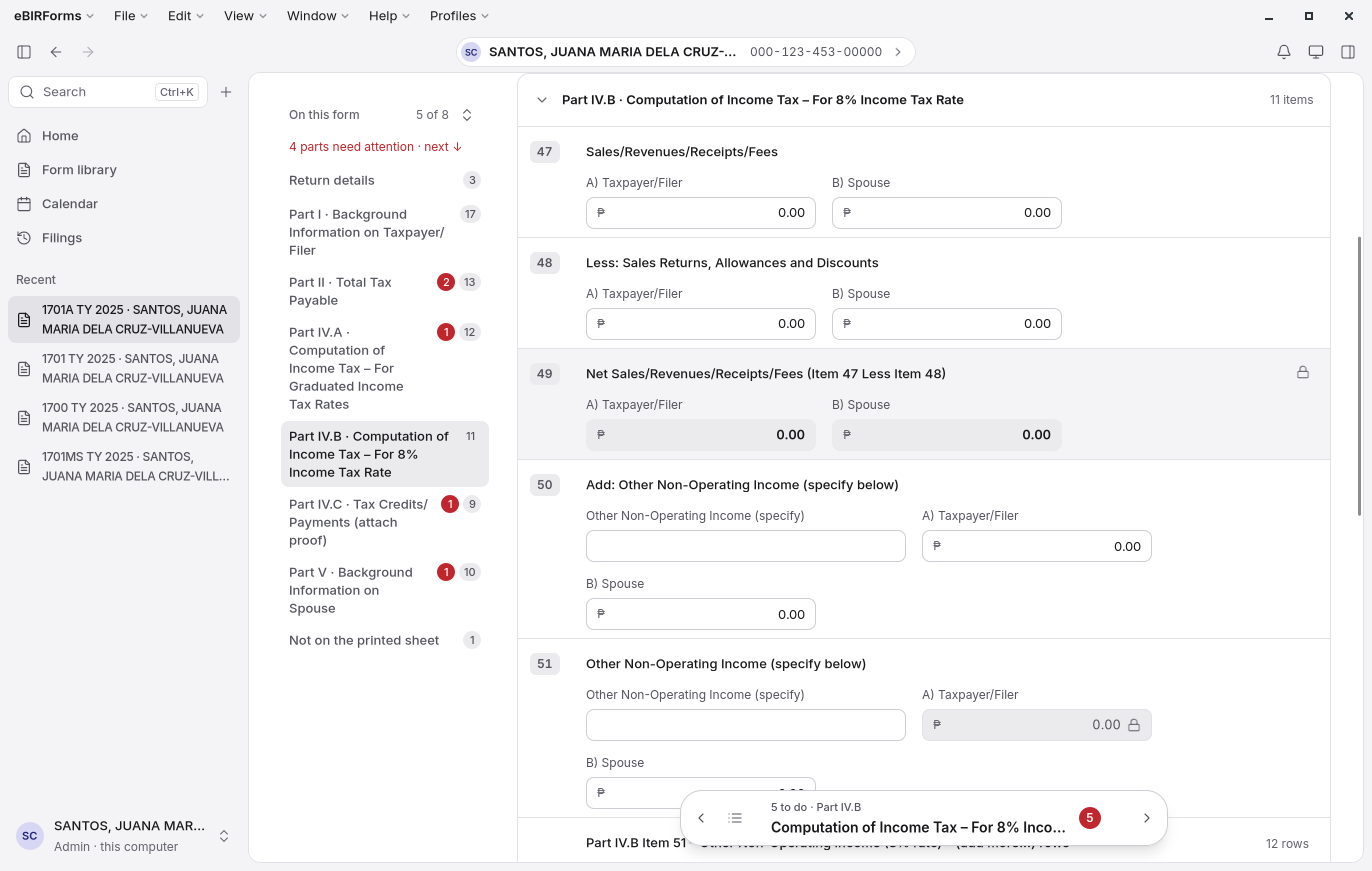 eBIRForms File Edit View Window Help Profiles
SC SANTOS, JUANA MARIA DELA CRUZ-... 000-123-453-00000
Search Ctrl+K
Home
Form library
Calendar
Filings
Recent
1701A TY 2025 · SANTOS, JUANA
MARIA DELA CRUZ-VILLANUEVA
1701 TY 2025 · SANTOS, JUANA
MARIA DELA CRUZ-VILLANUEVA
1700 TY 2025 · SANTOS, JUANA
MARIA DELA CRUZ-VILLANUEVA
1701MS TY 2025 · SANTOS,
JUANA MARIA DELA CRUZ-VILL...
SC SANTOS, JUANA MAR...
Admin · this computer
On this form 5 of 8
4 parts need attention · next ↓
Return details 3
Part I · Background 17
Information on Taxpayer/
Filer
Part II · Total Tax 2 13
Payable
Part IV.A · 1 12
Computation of
Income Tax – For
Graduated Income
Tax Rates
Part IV.B · Computation of 11
Income Tax – For 8%
Income Tax Rate
Part IV.C · Tax Credits/ 1 9
Payments (attach
proof)
Part V · Background 1 10
Information on
Spouse
Not on the printed sheet 1
Part IV.B · Computation of Income Tax – For 8% Income Tax Rate 11 items
47 Sales/Revenues/Receipts/Fees
A) Taxpayer/Filer B) Spouse
₱ 0.00 ₱ 0.00
48 Less: Sales Returns, Allowances and Discounts
A) Taxpayer/Filer B) Spouse
₱ 0.00 ₱ 0.00
49 Net Sales/Revenues/Receipts/Fees (Item 47 Less Item 48)
A) Taxpayer/Filer B) Spouse
₱ 0.00 ₱ 0.00
50 Add: Other Non-Operating Income (specify below)
Other Non-Operating Income (specify) A) Taxpayer/Filer
₱ 0.00
B) Spouse
₱ 0.00
51 Other Non-Operating Income (specify below)
Other Non-Operating Income (specify) A) Taxpayer/Filer
₱ 0.00
B) Spouse
₱
5 to do · Part IV.B
Computation of Income Tax – For 8% Inco... 5
Part IV.B Item 51 12 rows